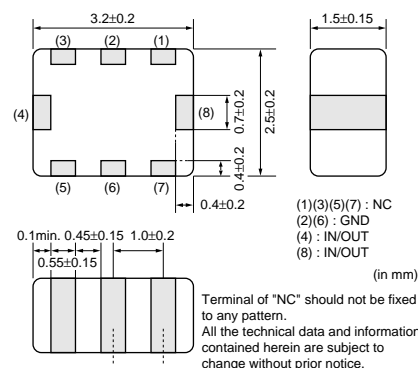 3.2±0.2
1.5±0.15
(3) (2) (1)
(4)
(8)
0.7±0.2
2.5±0.2
0.4±0.2
(5) (6) (7)
0.4±0.2
(1)(3)(5)(7) : NC
(2)(6) : GND
(4) : IN/OUT
(8) : IN/OUT
(in mm)
0.1min. 0.45±0.15 1.0±0.2
0.55±0.15
Terminal of "NC" should not be fixed
to any pattern.
All the technical data and information
contained herein are subject to
change without prior notice.